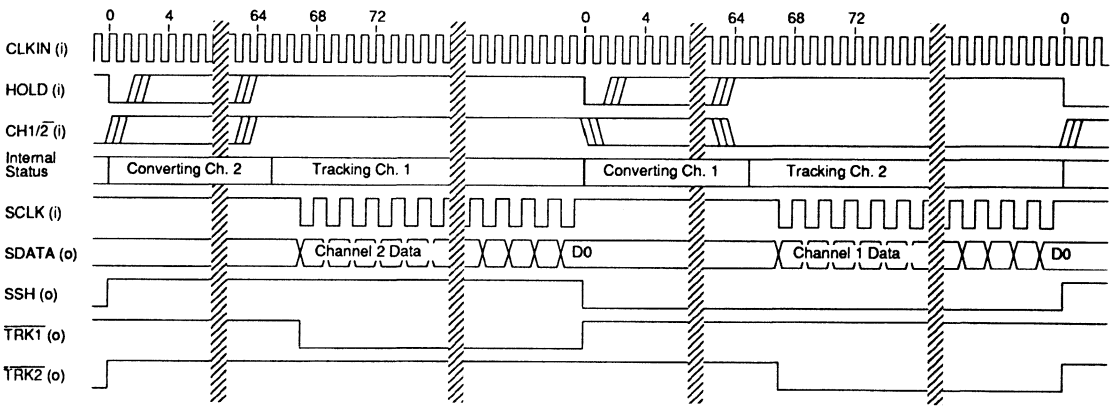 0 4 64 68 72 0 4 64 68 72 0
CLKIN (i)
HOLD (i)
CH1/2̅ (i)
Internal
Status
Converting Ch. 2 Tracking Ch. 1 Converting Ch. 1 Tracking Ch. 2
SCLK (i)
SDATA (o) Channel 2 Data D0 Channel 1 Data D0
SSH (o)
T̅R̅K̅1̅ (o)
T̅R̅K̅2̅ (o)